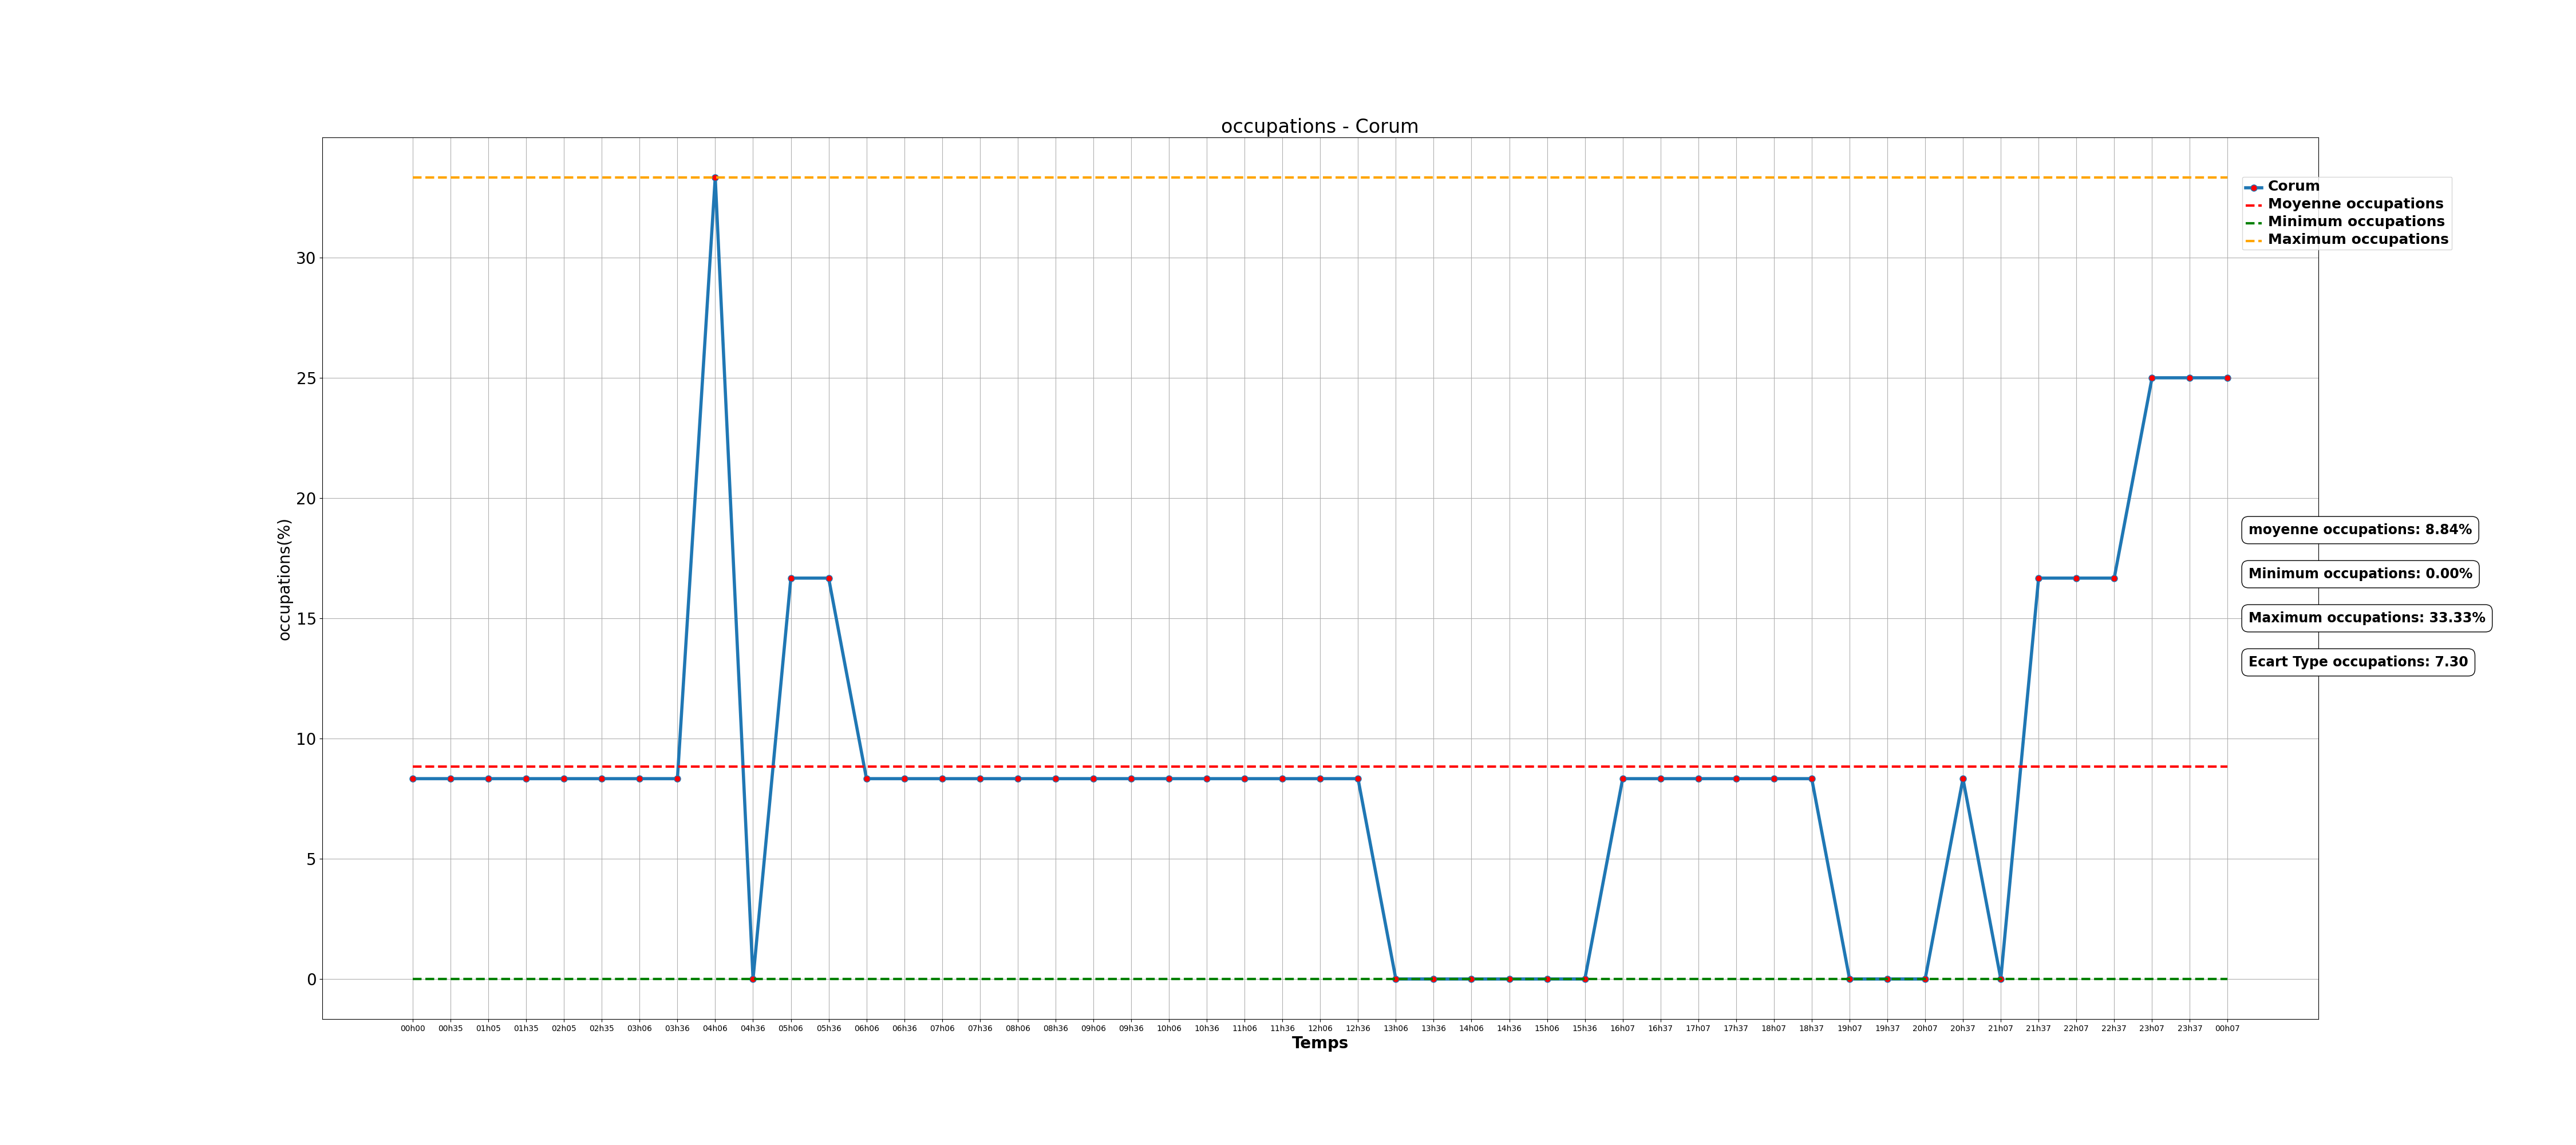 occupations - Corum
Corum
Moyenne occupations
Minimum occupations
Maximum occupations
30
25
20
15
10
5
0
occupations(%)
moyenne occupations: 8.84%
Minimum occupations: 0.00%
Maximum occupations: 33.33%
Ecart Type occupations: 7.30
00h00 00h35 01h05 01h35 02h05 02h35 03h06 03h36 04h06 04h36 05h06 05h36 06h06 06h36 07h06 07h36 08h06 08h36 09h06 09h36 10h06 10h36 11h06 11h36 12h06 12h36 13h06 13h36 14h06 14h36 15h06 15h36 16h07 16h37 17h07 17h37 18h07 18h37 19h07 19h37 20h07 20h37 21h07 21h37 22h07 22h37 23h07 23h37 00h07
Temps